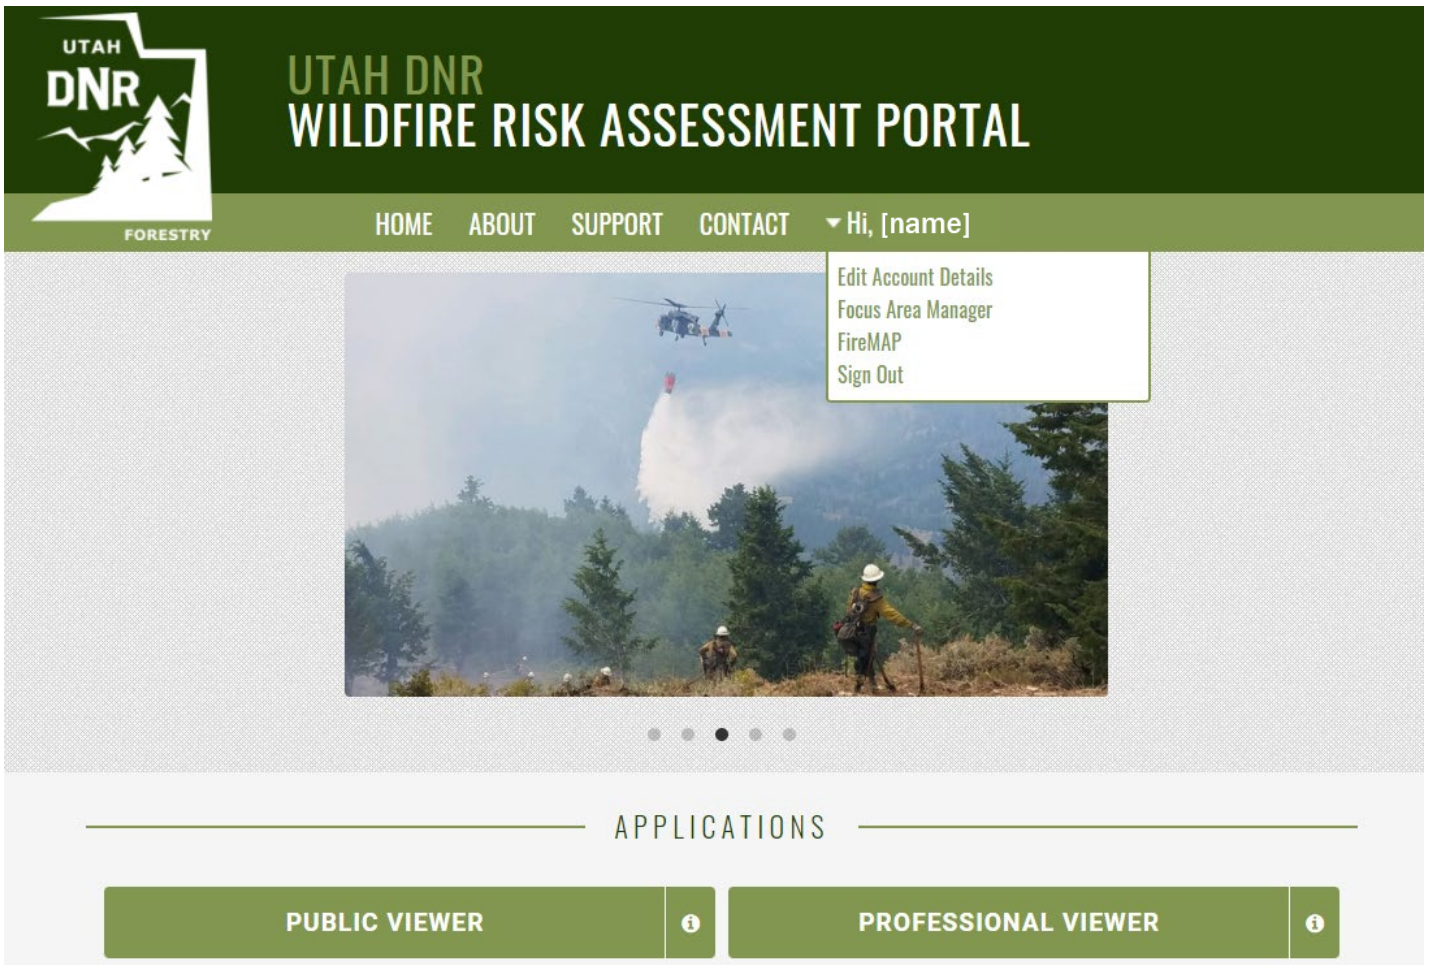 UTAH
DNR
FORESTRY
UTAH DNR
WILDFIRE RISK ASSESSMENT PORTAL
HOME ABOUT SUPPORT CONTACT Hi, [name]
Edit Account Details
Focus Area Manager
FireMAP
Sign Out
APPLICATIONS
PUBLIC VIEWER
PROFESSIONAL VIEWER